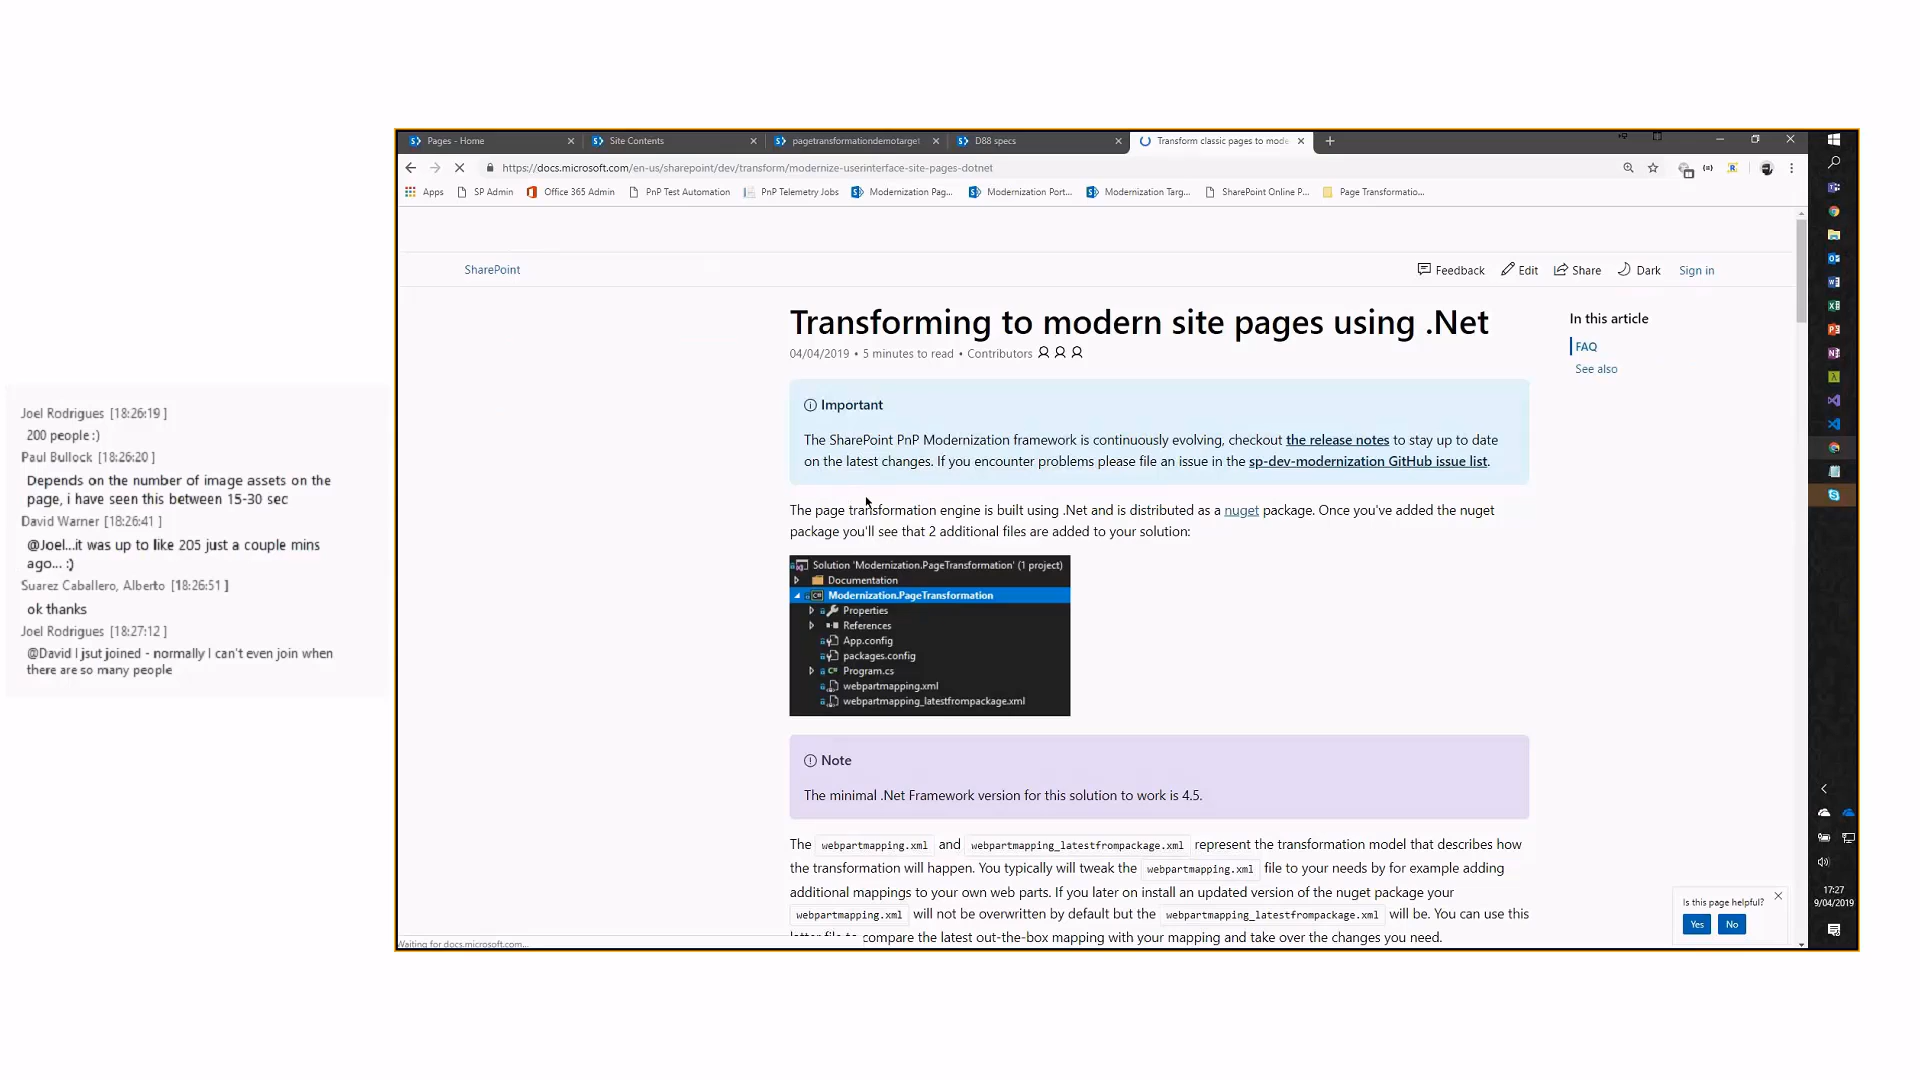 Joel Rodrigues [18:26:19 ]
200 people :)
Paul Bullock [18:26:20 ]
Depends on the number of image assets on the
page, i have seen this between 15-30 sec
David Warner [18:26:41 ]
@Joel...it was up to like 205 just a couple mins
ago... :)
Suarez Caballero, Alberto [18:26:51 ]
ok thanks
Joel Rodrigues [18:27:12 ]
@David I jsut joined - normally I can't even join when
there are so many people
Pages - Home
Site Contents
pagetransformationdemotarget
D88 specs
Transform classic pages to mode
https://docs.microsoft.com/en-us/sharepoint/dev/transform/modernize-userinterface-site-pages-dotnet
Apps SP Admin Office 365 Admin PnP Test Automation PnP Telemetry Jobs Modernization Pag... Modernization Port... Modernization Targ... SharePoint Online P... Page Transformatio...
SharePoint
Feedback Edit Share Dark Sign in
Transforming to modern site pages using .Net
04/04/2019 • 5 minutes to read • Contributors
In this article
FAQ
See also
Important
The SharePoint PnP Modernization framework is continuously evolving, checkout the release notes to stay up to date
on the latest changes. If you encounter problems please file an issue in the sp-dev-modernization GitHub issue list.
The page transformation engine is built using .Net and is distributed as a nuget package. Once you've added the nuget
package you'll see that 2 additional files are added to your solution:
Solution 'Modernization.PageTransformation' (1 project)
Documentation
Modernization.PageTransformation
Properties
References
App.config
packages.config
Program.cs
webpartmapping.xml
webpartmapping_latestfrompackage.xml
Note
The minimal .Net Framework version for this solution to work is 4.5.
The webpartmapping.xml and webpartmapping_latestfrompackage.xml represent the transformation model that describes how
the transformation will happen. You typically will tweak the webpartmapping.xml file to your needs by for example adding
additional mappings to your own web parts. If you later on install an updated version of the nuget package your
webpartmapping.xml will not be overwritten by default but the webpartmapping_latestfrompackage.xml will be. You can use this
latter file to compare the latest out-the-box mapping with your mapping and take over the changes you need.
Waiting for docs.microsoft.com...
Is this page helpful?
Yes No
17:27
9/04/2019